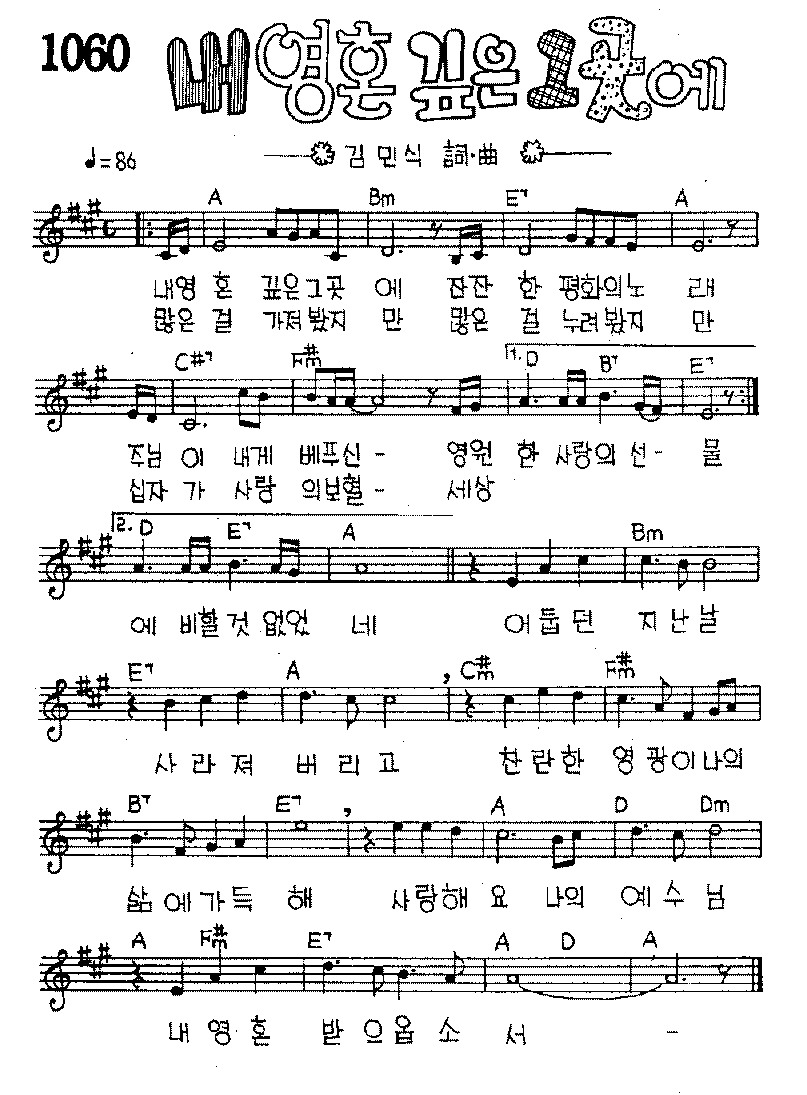 1060 내 영혼 깊은 그곳에
♩=86 김민식 詞·曲
A Bm E7 A
내영 혼 깊은그곳 에 잔잔 한 평화의노 래
많은 걸 가져봤지 만 많은 걸 누려봤지 만
C#7 F#m 1. D B7 E7
주님 이 내게 베푸신- 영원 한 사랑의 선- 물
십자 가 사랑 의보혈- 세상
2. D E7 A Bm
에 비할것 없었 네 어둡던 지난날
E7 A C#m F#m
사라져 버리고 찬란한 영광이나의
B7 E7 A D Dm
삶에가득 해 사랑해 요 나의 예수님
A F#m E7 A D A
내영혼 받으옵소 서 -